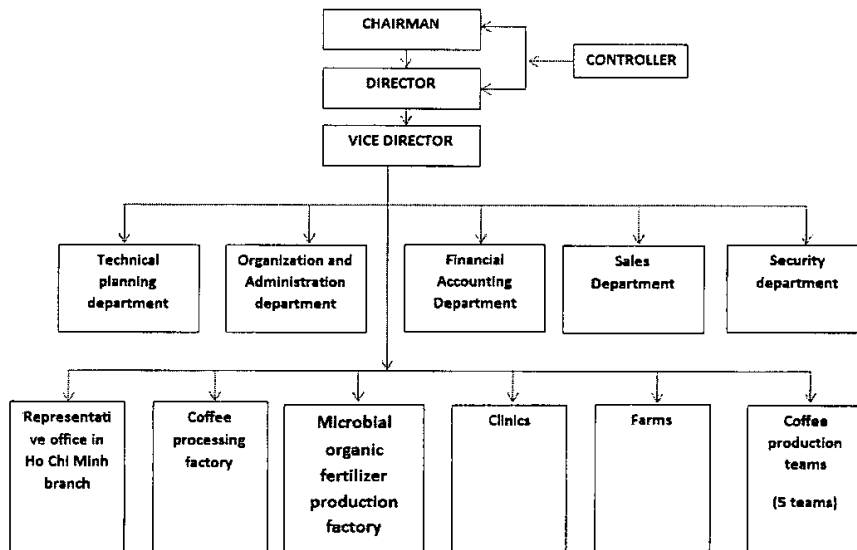 CHAIRMAN
CONTROLLER
DIRECTOR
VICE DIRECTOR
Technical
planning
department
Organization and
Administration
department
Financial
Accounting
Department
Sales
Department
Security
department
Representati
ve office in
Ho Chi Minh
branch
Coffee
processing
factory
Microbial
organic
fertilizer
production
factory
Clinics
Farms
Coffee
production
teams
(5 teams)